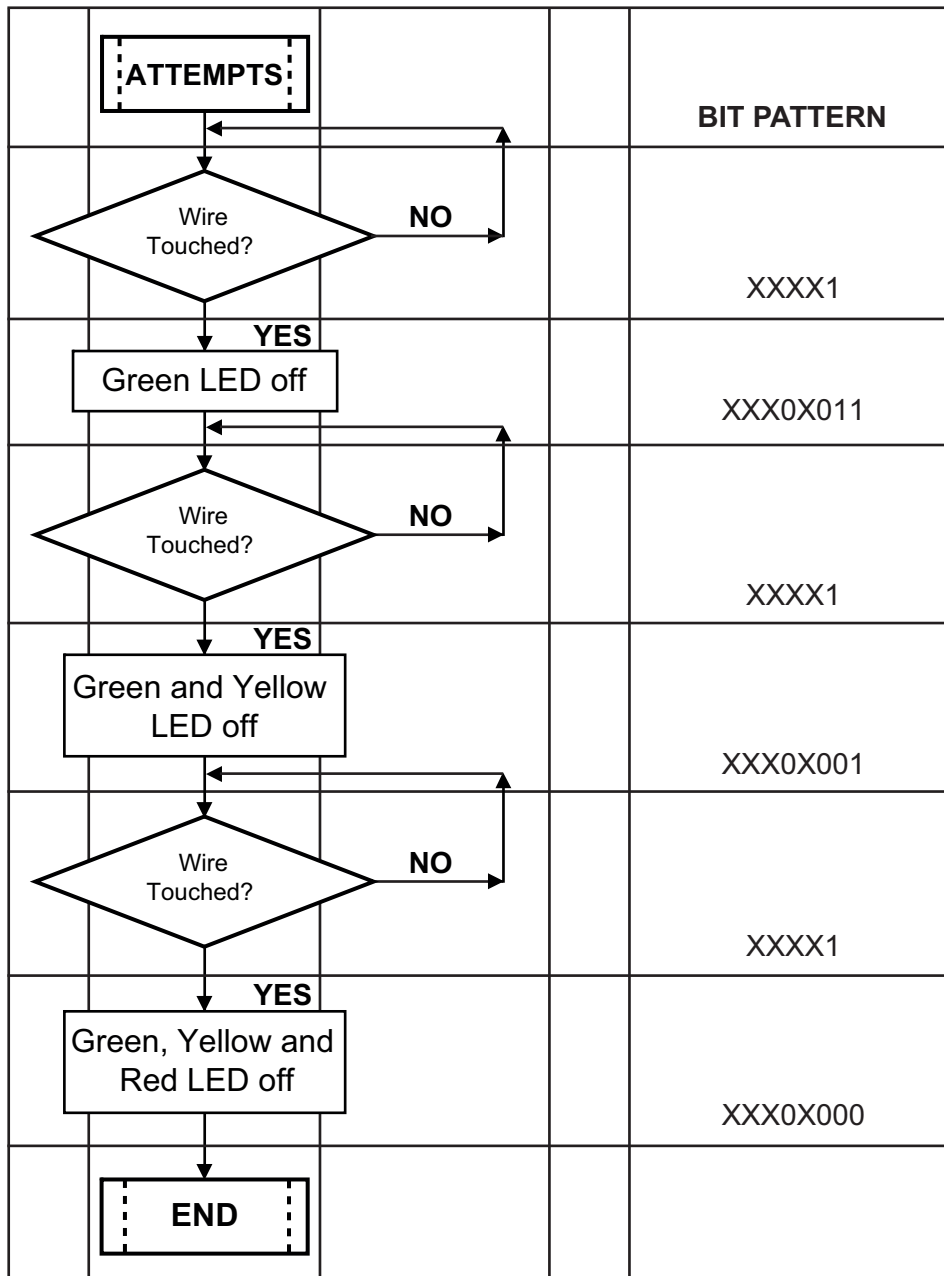 ATTEMPTS
BIT PATTERN
Wire
Touched?
NO
XXXX1
YES
Green LED off
XXX0X011
Wire
Touched?
NO
XXXX1
YES
Green and Yellow
LED off
XXX0X001
Wire
Touched?
NO
XXXX1
YES
Green, Yellow and
Red LED off
XXX0X000
END